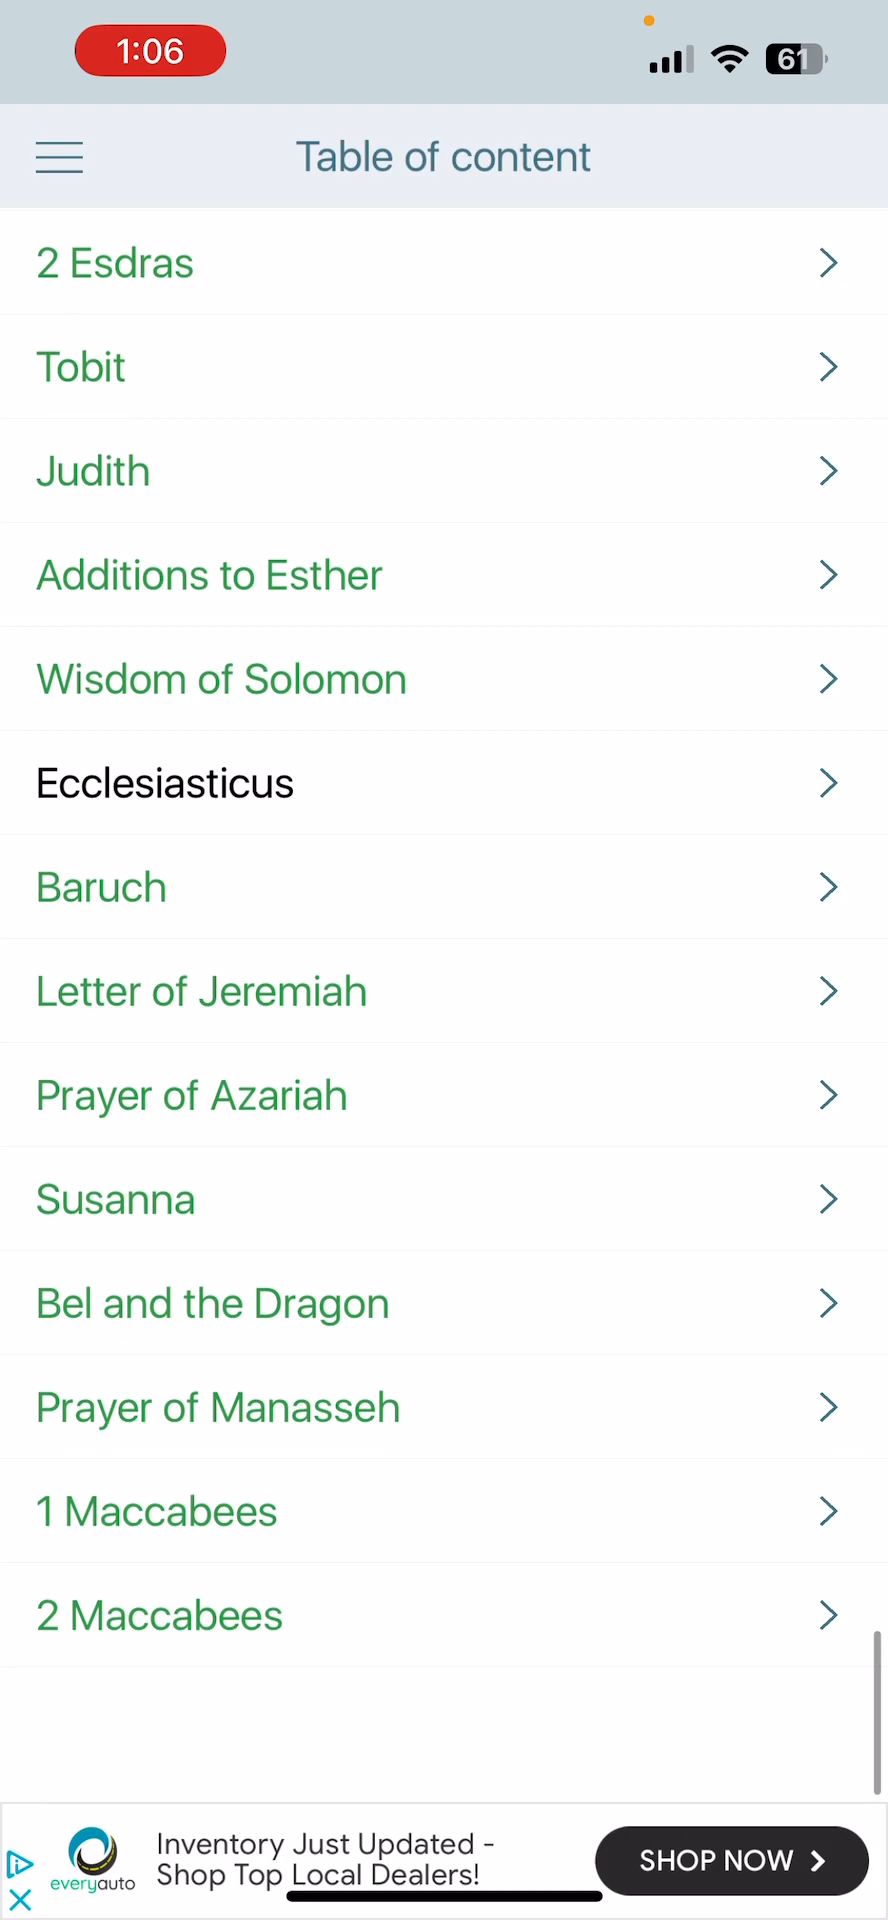 1:06
61
Table of content
2 Esdras
Tobit
Judith
Additions to Esther
Wisdom of Solomon
Ecclesiasticus
Baruch
Letter of Jeremiah
Prayer of Azariah
Susanna
Bel and the Dragon
Prayer of Manasseh
1 Maccabees
2 Maccabees
Inventory Just Updated -
Shop Top Local Dealers!
everyauto
SHOP NOW